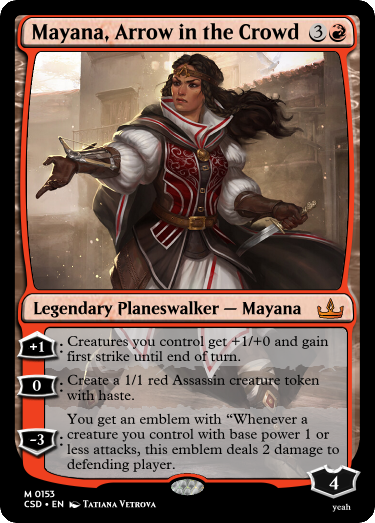 Mayana, Arrow in the Crowd 3
Legendary Planeswalker — Mayana
+1: Creatures you control get +1/+0 and gain
first strike until end of turn.
0: Create a 1/1 red Assassin creature token
with haste.
-3: You get an emblem with “Whenever a
creature you control with base power 1 or
less attacks, this emblem deals 2 damage to
defending player.
4
M 0153
CSD • EN Tatiana Vetrova
yeah